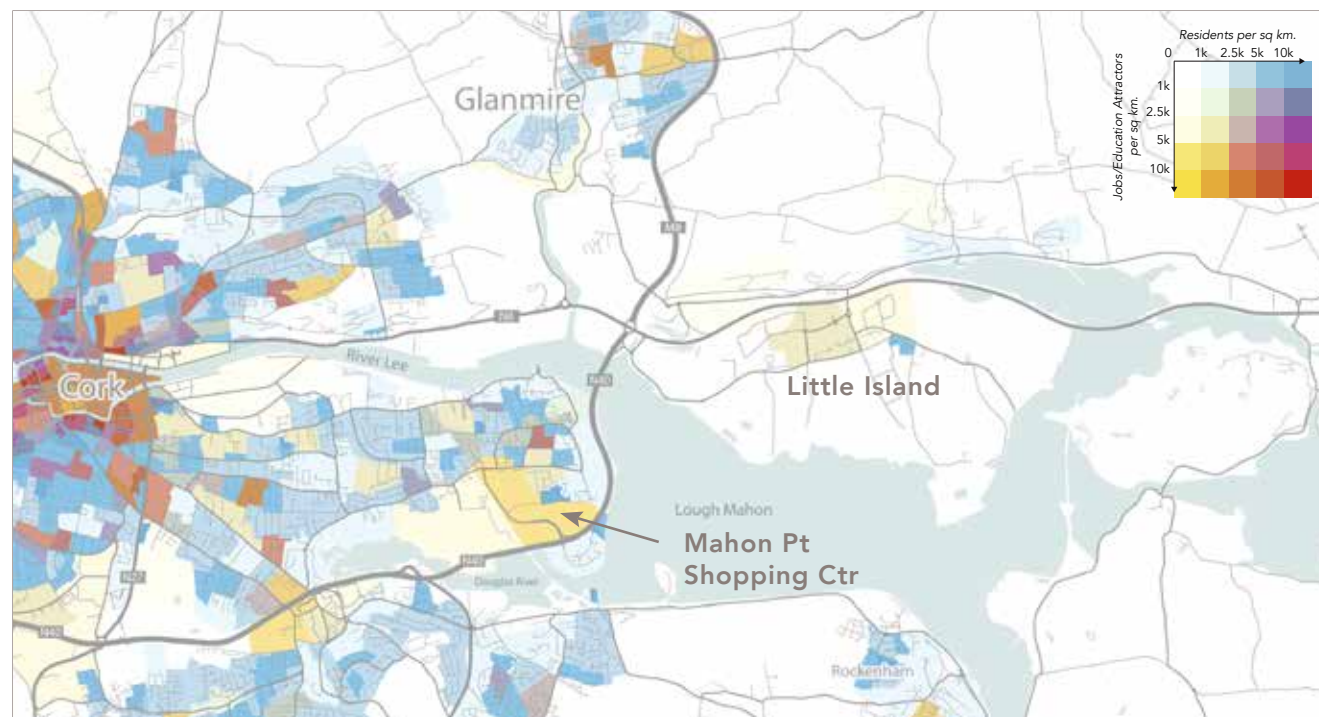 Residents per sq km.
0 1k 2.5k 5k 10k
Jobs/Education Attractors
per sq km.
1k
2.5k
5k
10k
Glanmire
M8
N8
River Lee
Cork
N40
Little Island
Lough Mahon
Mahon Pt
Shopping Ctr
N40
Douglas River
N27
N40
Rockenham